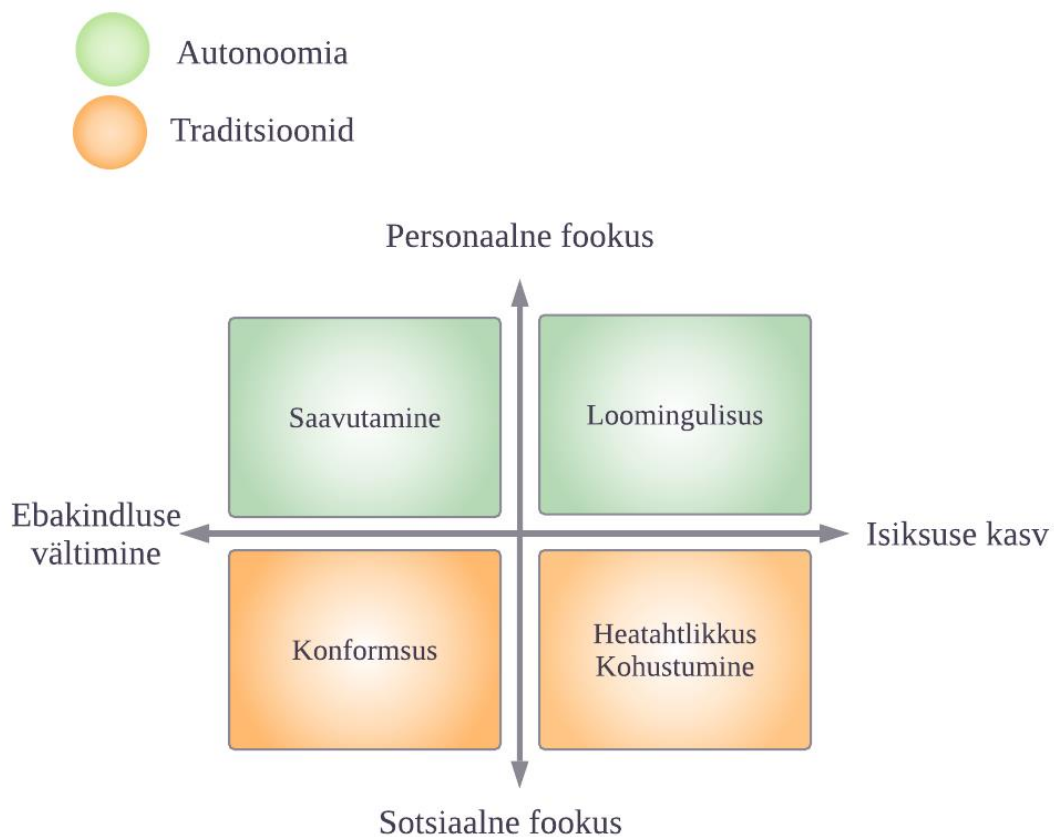 Autonoomia
Traditsioonid
Personaalne fookus
Saavutamine
Loomingulisus
Ebakindluse
vältimine
Isiksuse kasv
Konformsus
Heatahtlikkus
Kohustumine
Sotsiaalne fookus